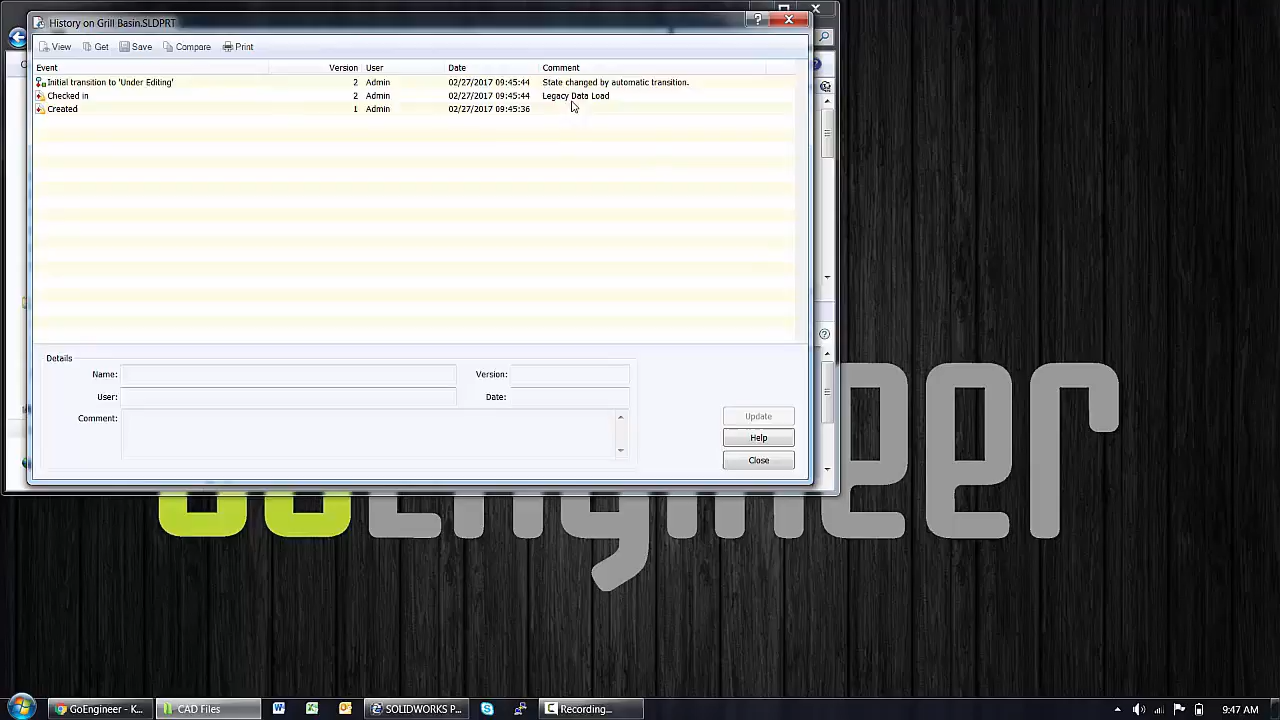 History on Grill Basin.SLDPRT
View Get Save Compare Print
Event Version User Date Comment
Initial transition to 'Under Editing' 2 Admin 02/27/2017 09:45:44 State changed by automatic transition.
Checked in 2 Admin 02/27/2017 09:45:44 Legacy Data Load
Created 1 Admin 02/27/2017 09:45:36
Details
Name: Version:
User: Date:
Comment:
Update
Help
Close
GoEngineer
GoEngineer - K... CAD Files SOLIDWORKS P... Recording... 9:47 AM